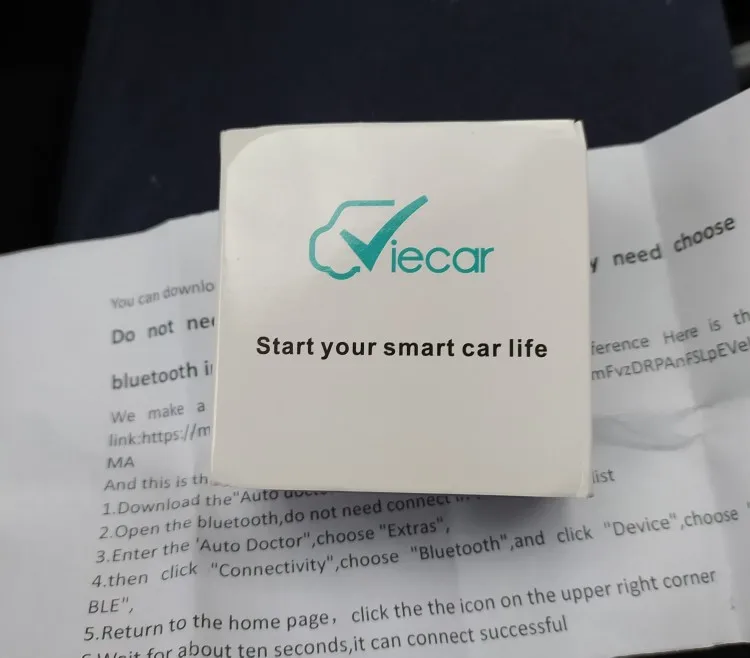 Viecar
Start your smart car life
You can downlo
Do not need
y need choose
bluetooth i
ference Here is th
We make a
mFvzDRPAnFSLpEVe
link:https://m
MA
And this is th
1.Download the"Auto
list
2.Open the bluetooth,do not need connect
3.Enter the 'Auto Doctor",choose "Extras",
4.then click "Connectivity",choose "Bluetooth",and click "Device",choose "
BLE",
5.Return to the home page, click the the icon on the upper right corner
6.Wait for about ten seconds,it can connect successful